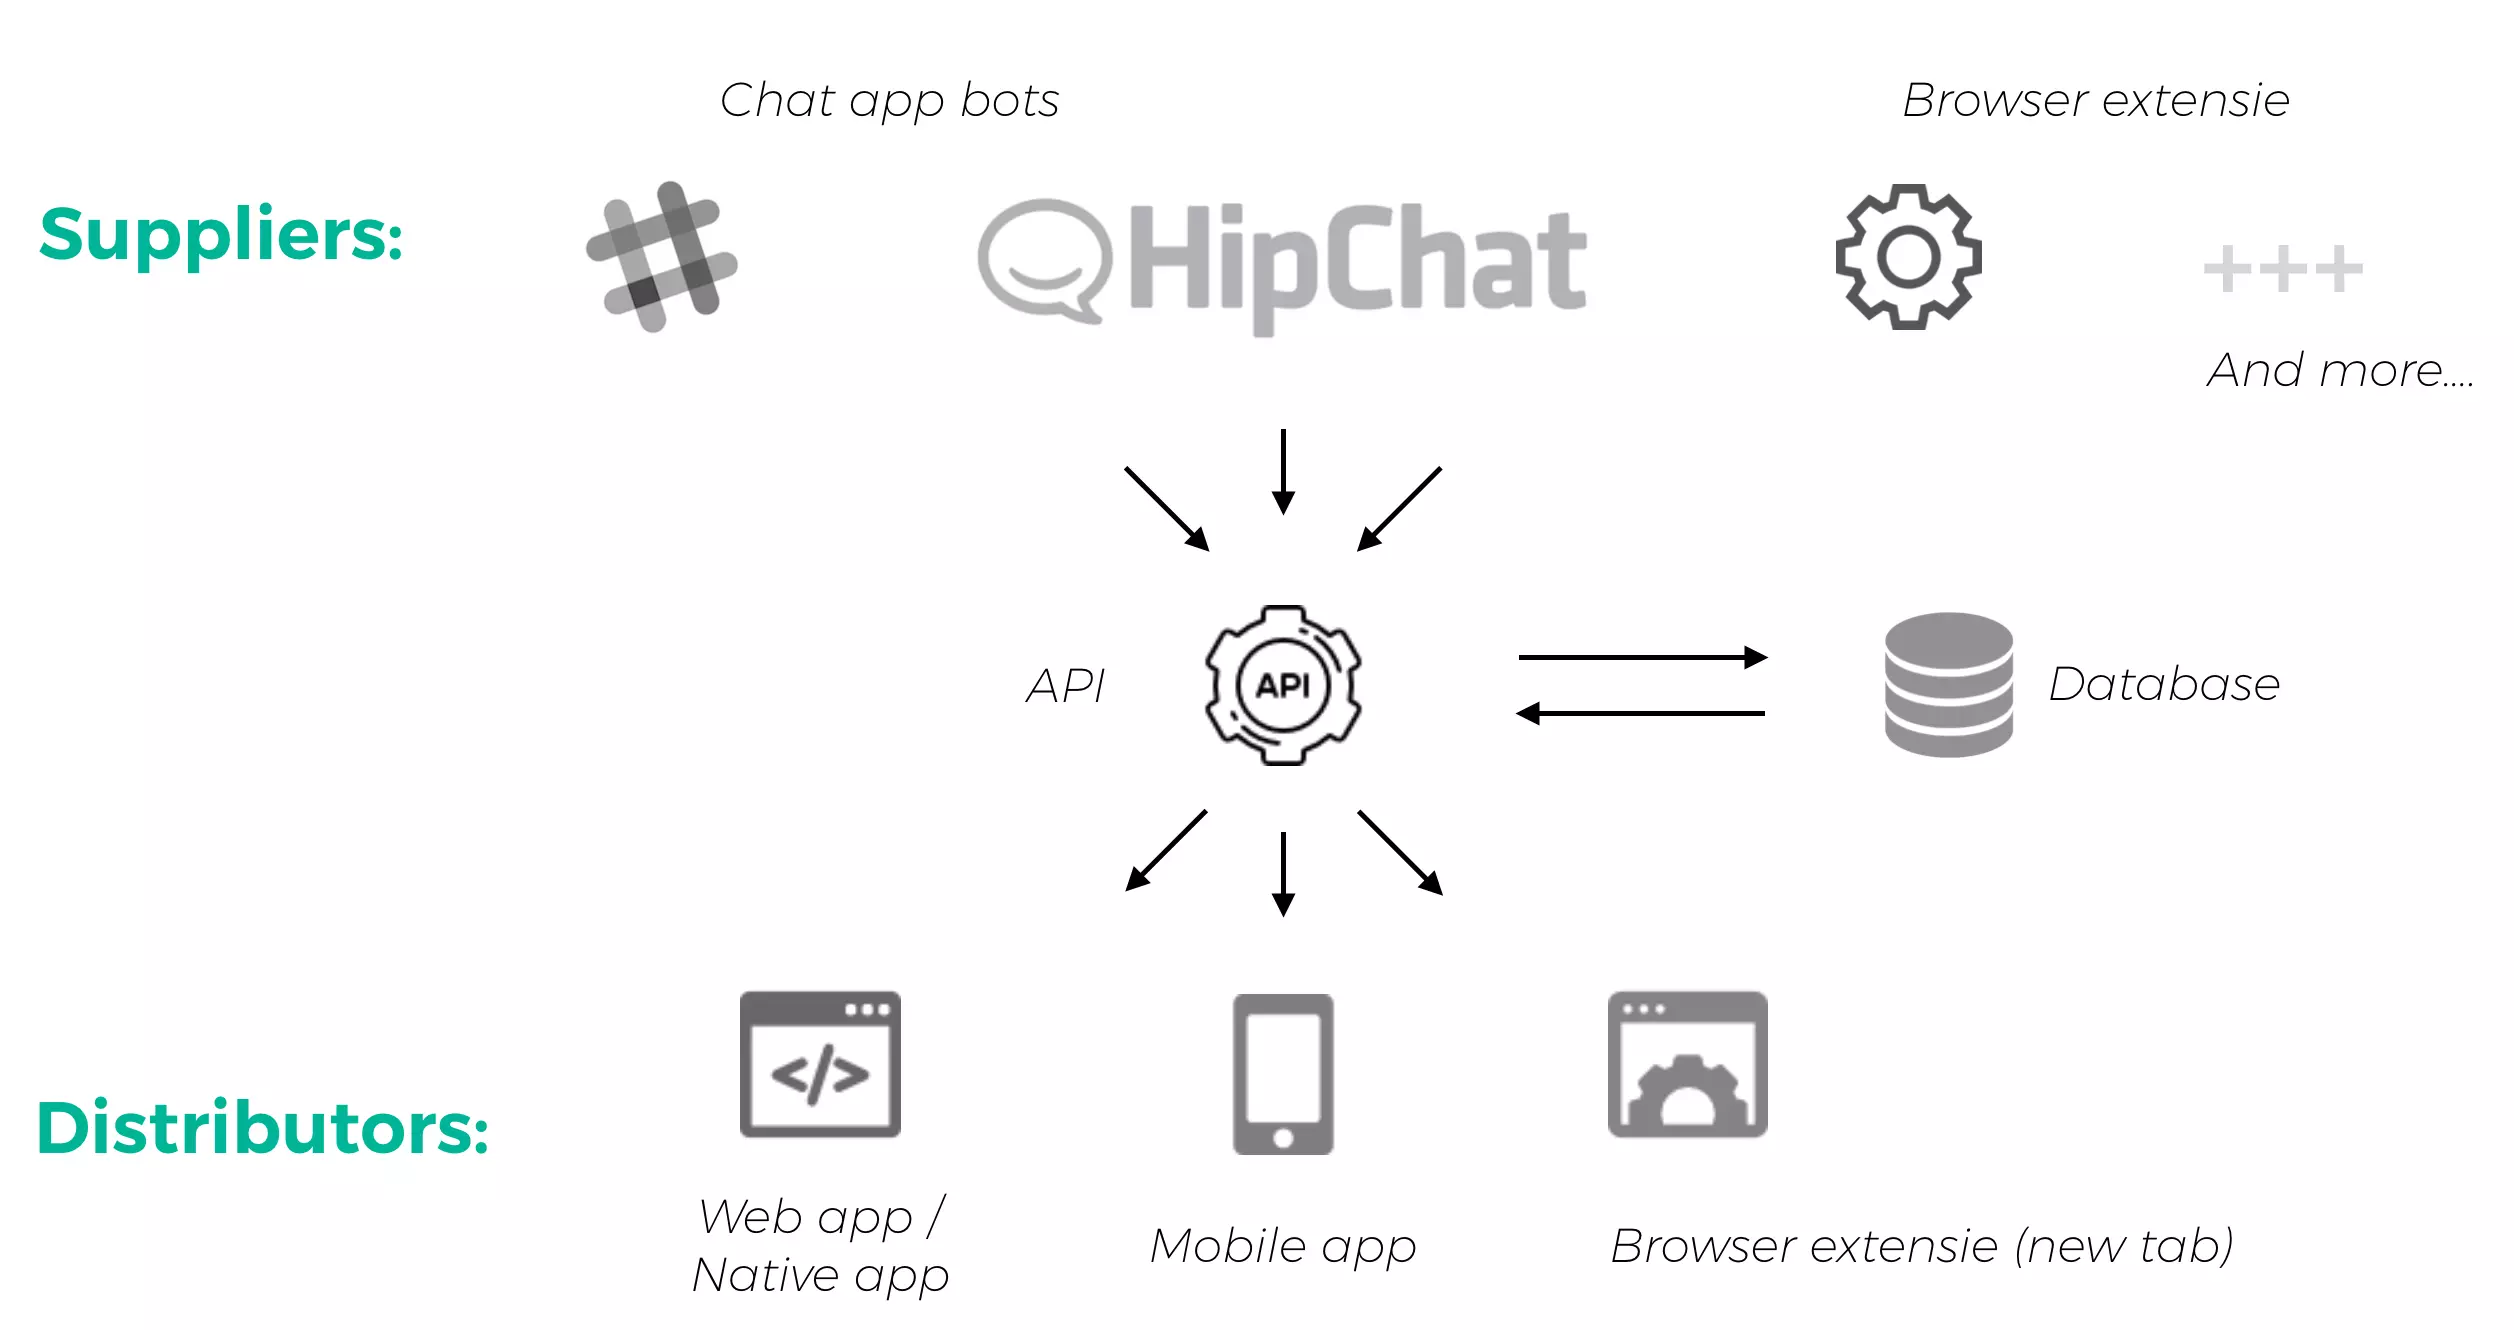 Chat app bots
Browser extensie
Suppliers:
HipChat
+++
And more....
API
API
Database
</>
Distributors:
Web app /
Native app
Mobile app
Browser extensie (new tab)